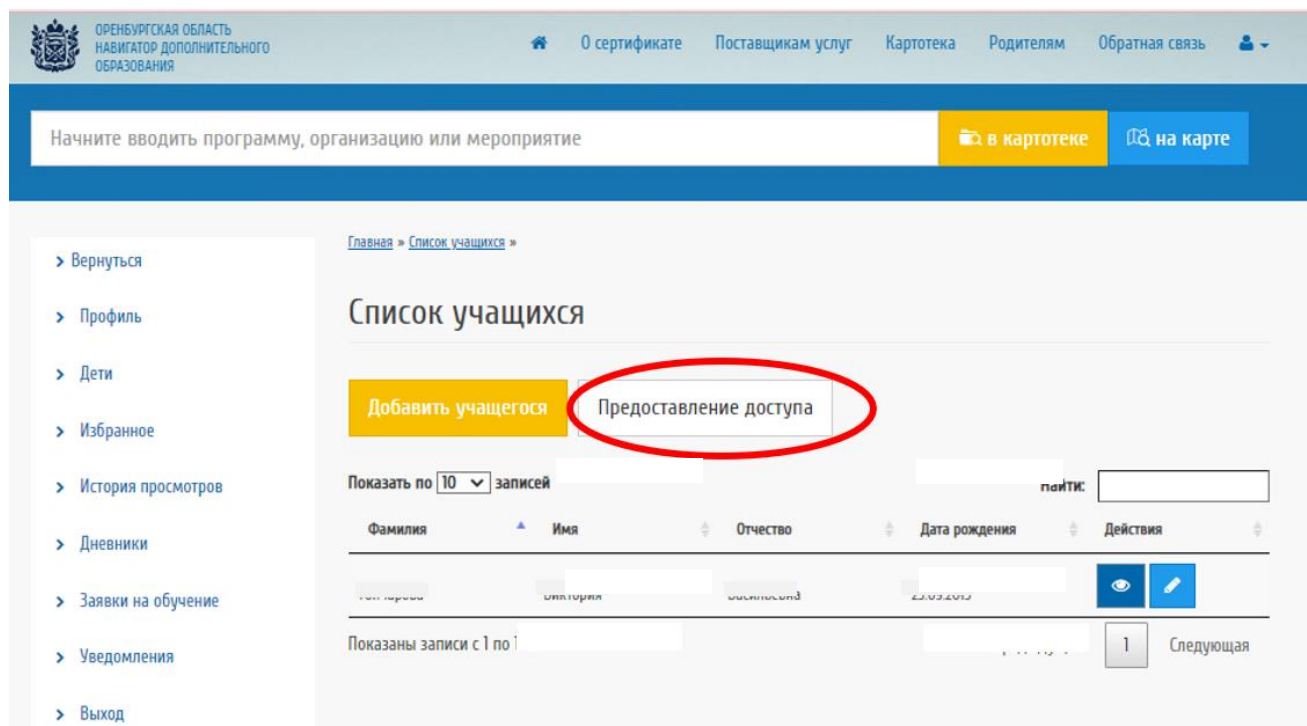 ОРЕНБУРГСКАЯ ОБЛАСТЬ
НАВИГАТОР ДОПОЛНИТЕЛЬНОГО
ОБРАЗОВАНИЯ
О сертификате Поставщикам услуг Картотека Родителям Обратная связь
Начните вводить программу, организацию или мероприятие
в картотеке
на карте
Вернуться
Профиль
Дети
Избранное
История просмотров
Дневники
Заявки на обучение
Уведомления
Выход
Главная » Список учащихся »
Список учащихся
Добавить учащегося
Предоставление доступа
Показать по 10 записей
Найти:
Фамилия Имя Отчество Дата рождения Действия
Показаны записи с 1 по
1 Следующая